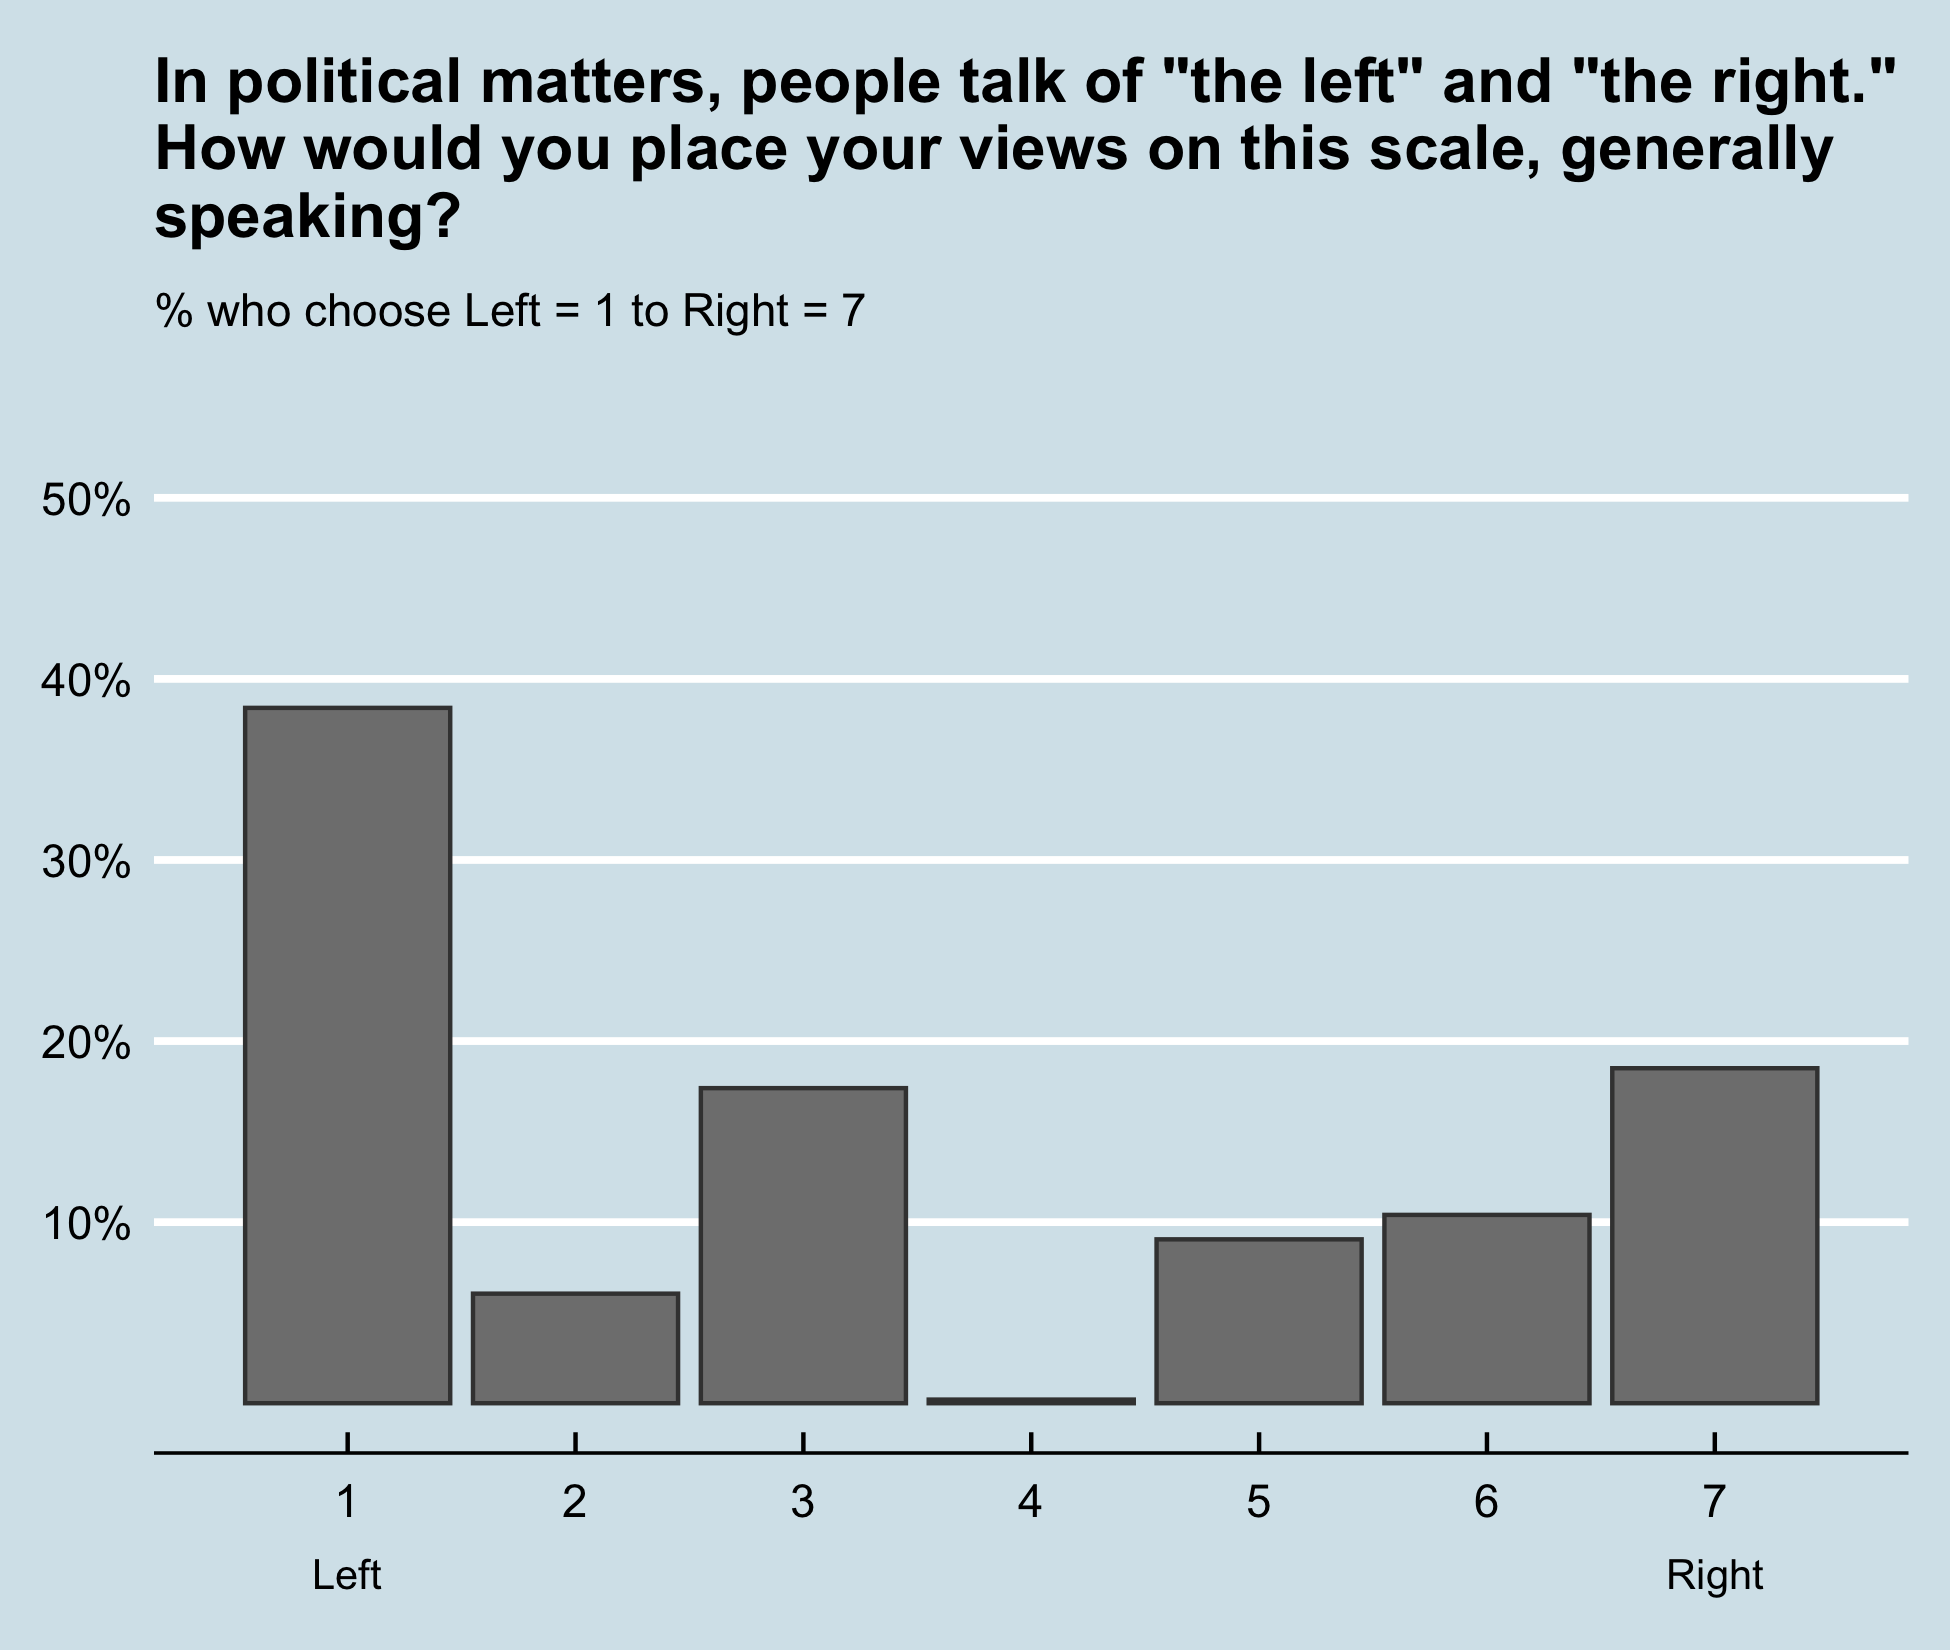 In political matters, people talk of "the left" and "the right."
How would you place your views on this scale, generally
speaking?
% who choose Left = 1 to Right = 7
50%
40%
30%
20%
10%
1 2 3 4 5 6 7
Left Right